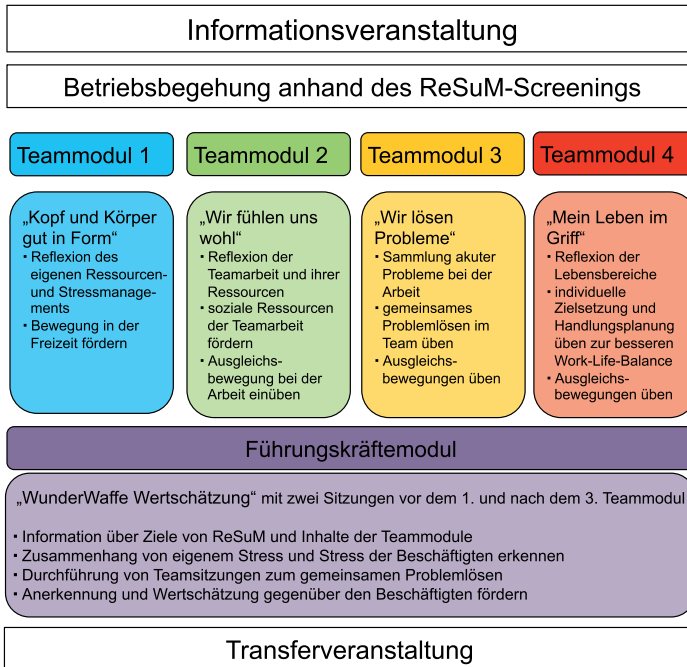 Informationsveranstaltung
Betriebsbegehung anhand des ReSuM-Screenings
Teammodul 1
„Kopf und Körper
gut in Form“
· Reflexion des
eigenen Ressourcen-
und Stressmanage-
ments
· Bewegung in der
Freizeit fördern
Teammodul 2
„Wir fühlen uns
wohl“
· Reflexion der
Teamarbeit und ihrer
Ressourcen
· soziale Ressourcen
der Teamarbeit
fördern
· Ausgleichs-
bewegung bei der
Arbeit einüben
Teammodul 3
„Wir lösen
Probleme“
· Sammlung akuter
Probleme bei der
Arbeit
· gemeinsames
Problemlösen im
Team üben
· Ausgleichs-
bewegungen üben
Teammodul 4
„Mein Leben im
Griff“
· Reflexion der
Lebensbereiche
· individuelle
Zielsetzung und
Handlungsplanung
üben zur besseren
Work-Life-Balance
· Ausgleichs-
bewegungen üben
Führungskräftemodul
„WunderWaffe Wertschätzung“ mit zwei Sitzungen vor dem 1. und nach dem 3. Teammodul
· Information über Ziele von ReSuM und Inhalte der Teammodule
· Zusammenhang von eigenem Stress und Stress der Beschäftigten erkennen
· Durchführung von Teamsitzungen zum gemeinsamen Problemlösen
· Anerkennung und Wertschätzung gegenüber den Beschäftigten fördern
Transferveranstaltung